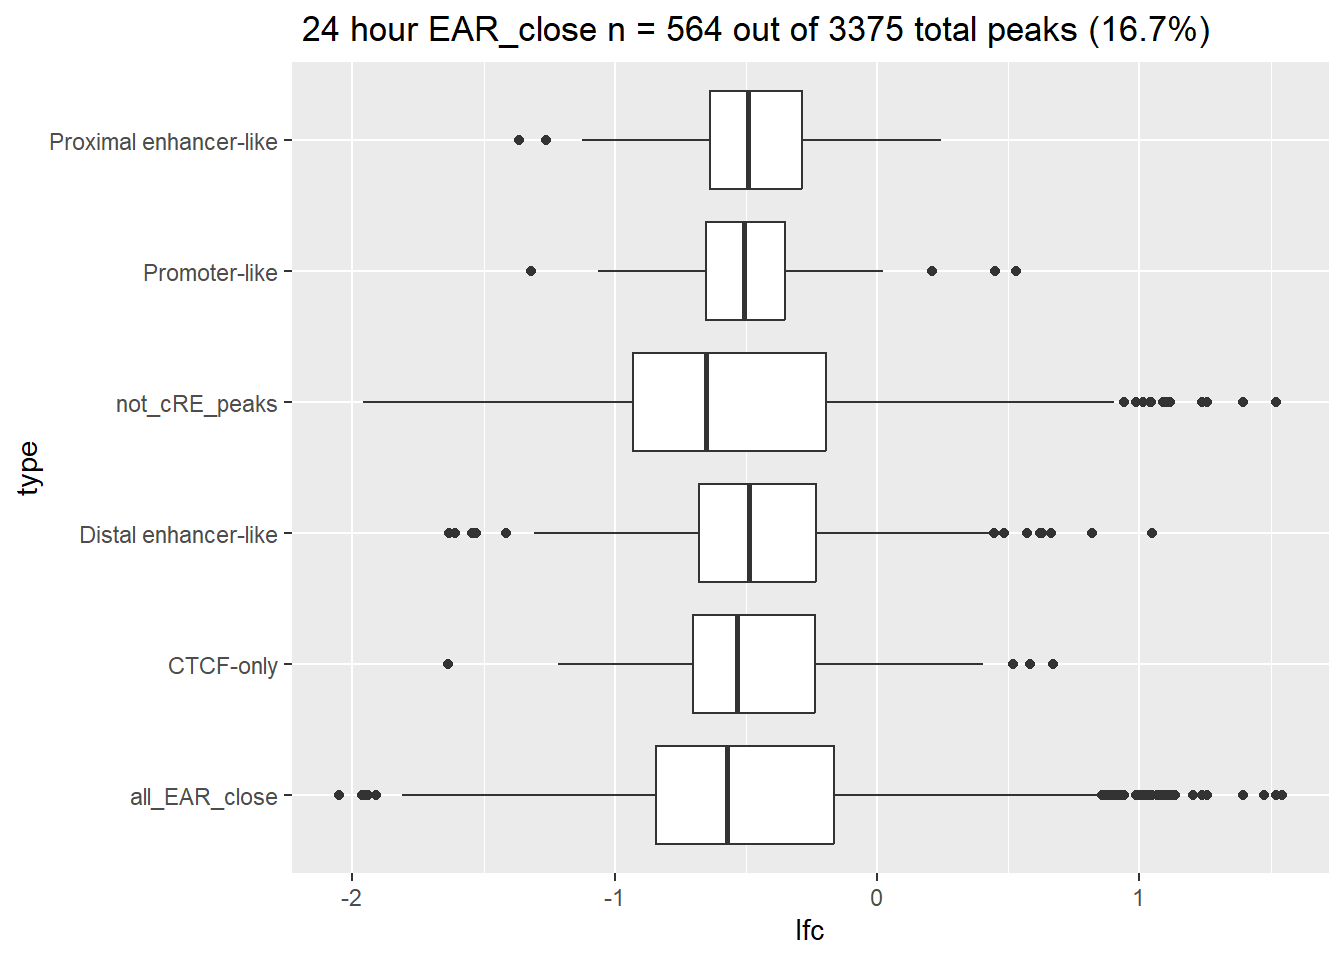 24 hour EAR_close n = 564 out of 3375 total peaks (16.7%)
Proximal enhancer-like
Promoter-like
not_cRE_peaks
Distal enhancer-like
CTCF-only
all_EAR_close
type
-2
-1
0
1
lfc